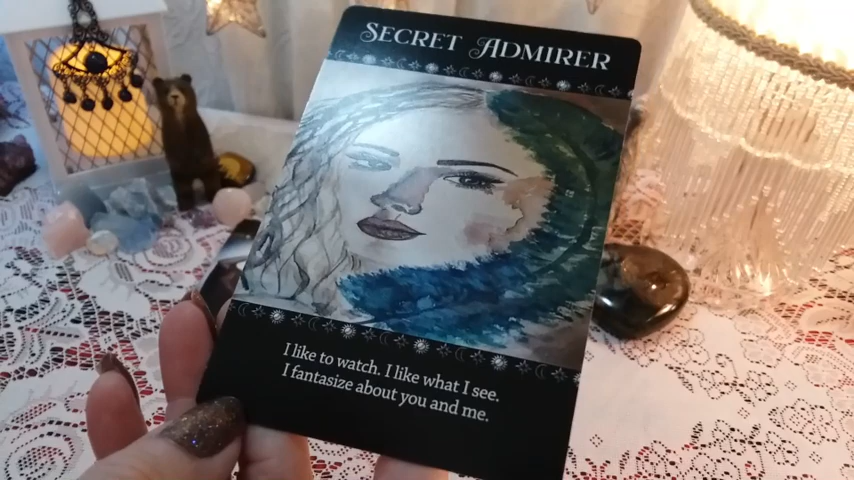 SECRET ADMIRER
I like to watch. I like what I see.
I fantasize about you and me.